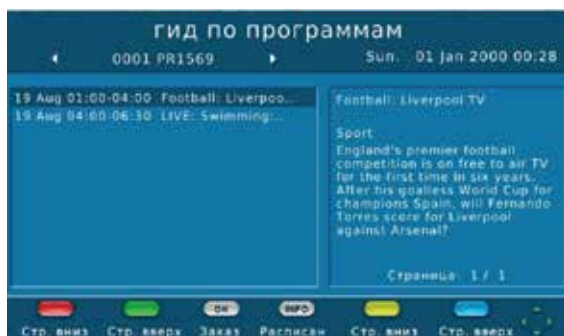 гид по программам
0001 PR1569
Sun. 01 Jan 2000 00:28
19 Aug 01:00-04:00 Football: Liverpoo...
19 Aug 04:00-06:30 LIVE: Swimming:...
Football: Liverpool TV
Sport
England's premier football
competition is on free to air TV
for the first time in six years.
After his goalless World Cup for
champions Spain, will Fernando
Torres score for Liverpool
against Arsenal?
Страница: 1/ 1
OK INFO
Стр. вниз Стр. вверх Заказ Расписан Стр. вниз Стр. вверх